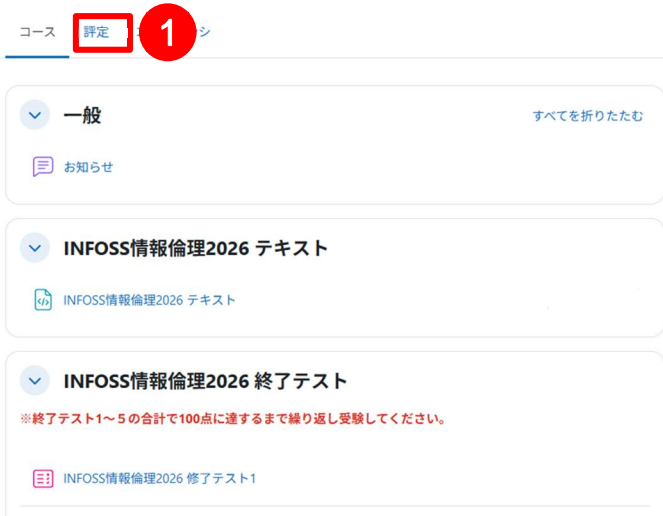 コース 評定 1 シ
一般 すべてを折りたたむ
お知らせ
INFOSS情報倫理2026 テキスト
INFOSS情報倫理2026 テキスト
INFOSS情報倫理2026 終了テスト
※終了テスト1～５の合計で100点に達するまで繰り返し受験してください。
INFOSS情報倫理2026 修了テスト1